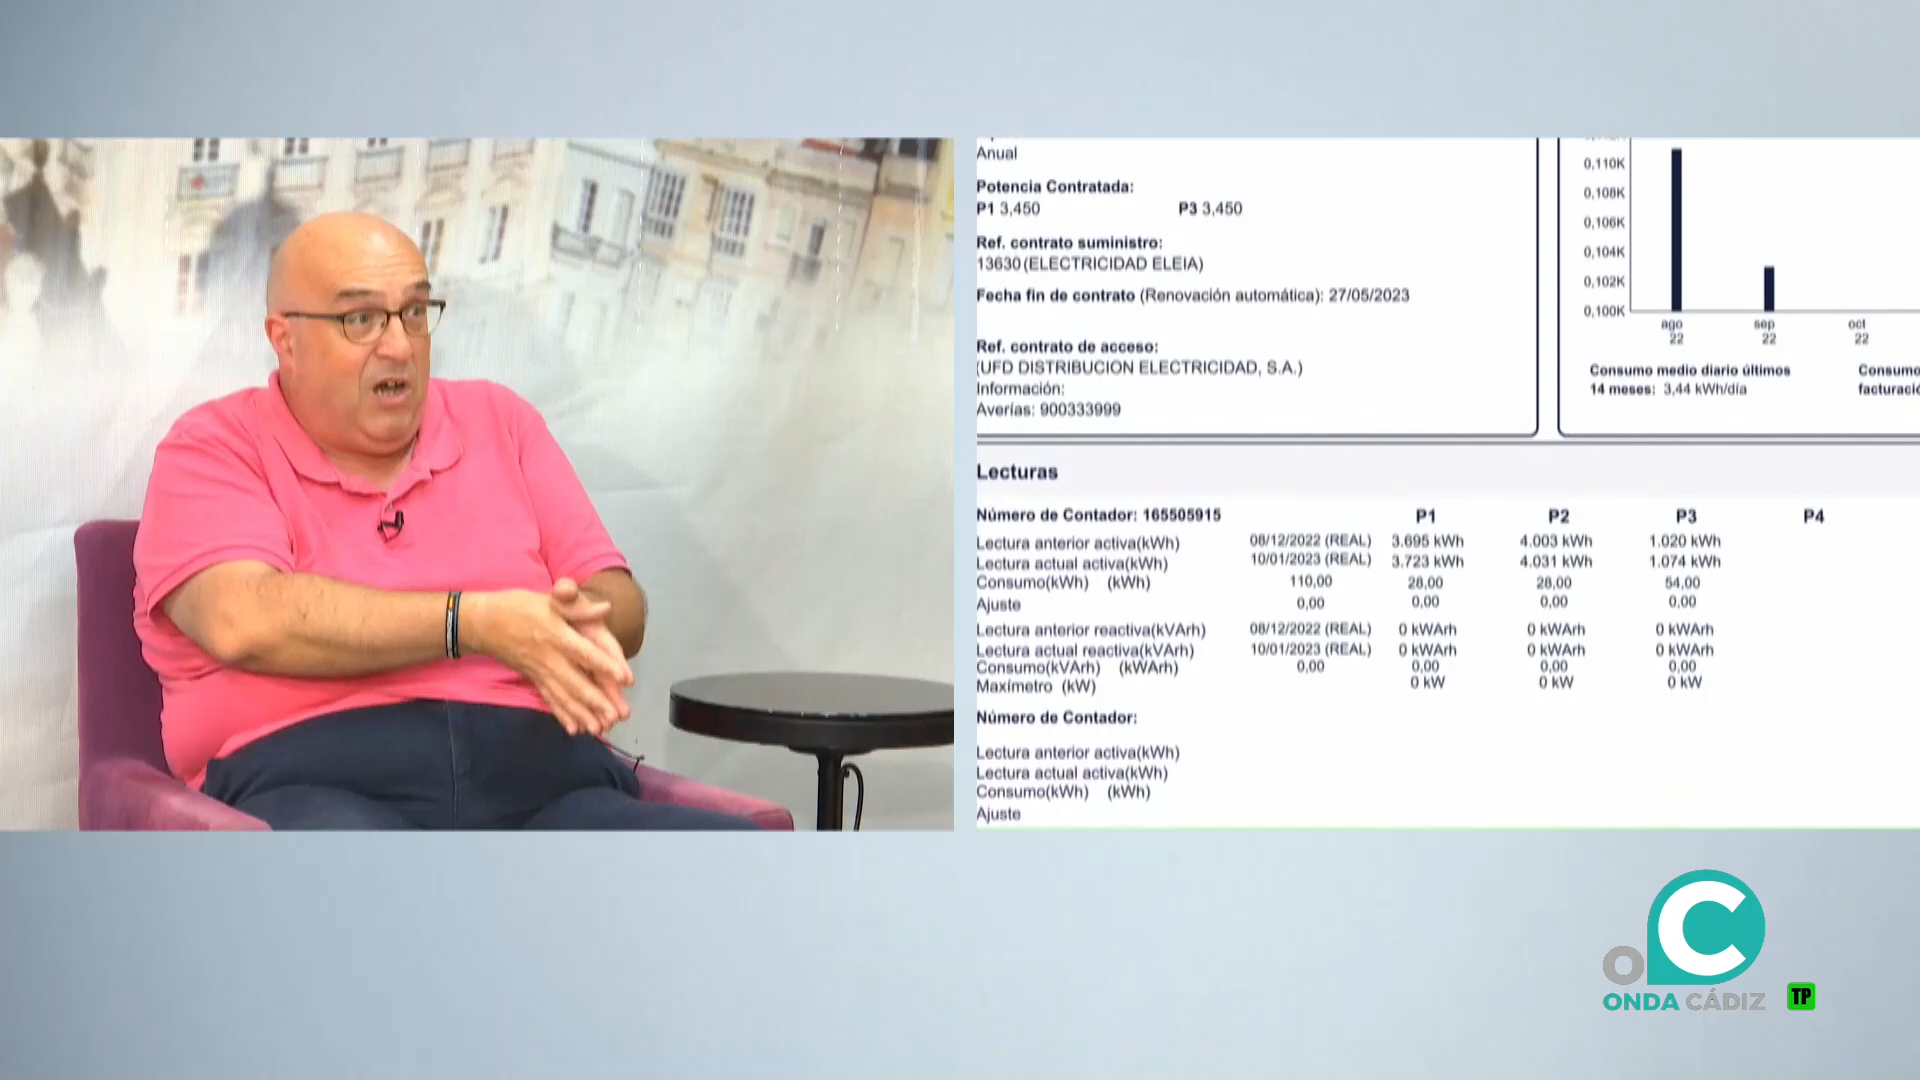 Anual
Potencia Contratada:
P1 3,450 P3 3,450
Ref. contrato suministro:
13630(ELECTRICIDAD ELEIA)
Fecha fin de contrato (Renovación automática): 27/05/2023
Ref. contrato de acceso:
(UFD DISTRIBUCION ELECTRICIDAD, S.A.)
Información:
Averías: 900333999
0,110K
0,108K
0,106K
0,104K
0,102K
0,100K
ago 22 sep 22 oct 22
Consumo medio diario últimos
14 meses: 3,44 kWh/día
Consumo
facturació
Lecturas
Número de Contador: 165505915 P1 P2 P3 P4
Lectura anterior activa(kWh) 08/12/2022 (REAL) 3.695 kWh 4.003 kWh 1.020 kWh
Lectura actual activa(kWh) 10/01/2023 (REAL) 3.723 kWh 4.031 kWh 1.074 kWh
Consumo(kWh) (kWh) 110,00 28,00 28,00 54,00
Ajuste 0,00 0,00 0,00 0,00
Lectura anterior reactiva(kVArh) 08/12/2022 (REAL) 0 kWArh 0 kWArh 0 kWArh
Lectura actual reactiva(kVArh) 10/01/2023 (REAL) 0 kWArh 0 kWArh 0 kWArh
Consumo(kVArh) (kWArh) 0,00 0,00 0,00 0,00
Maxímetro (kW) 0 kW 0 kW 0 kW
Número de Contador:
Lectura anterior activa(kWh)
Lectura actual activa(kWh)
Consumo(kWh) (kWh)
Ajuste
OC
ONDA CÁDIZ TP